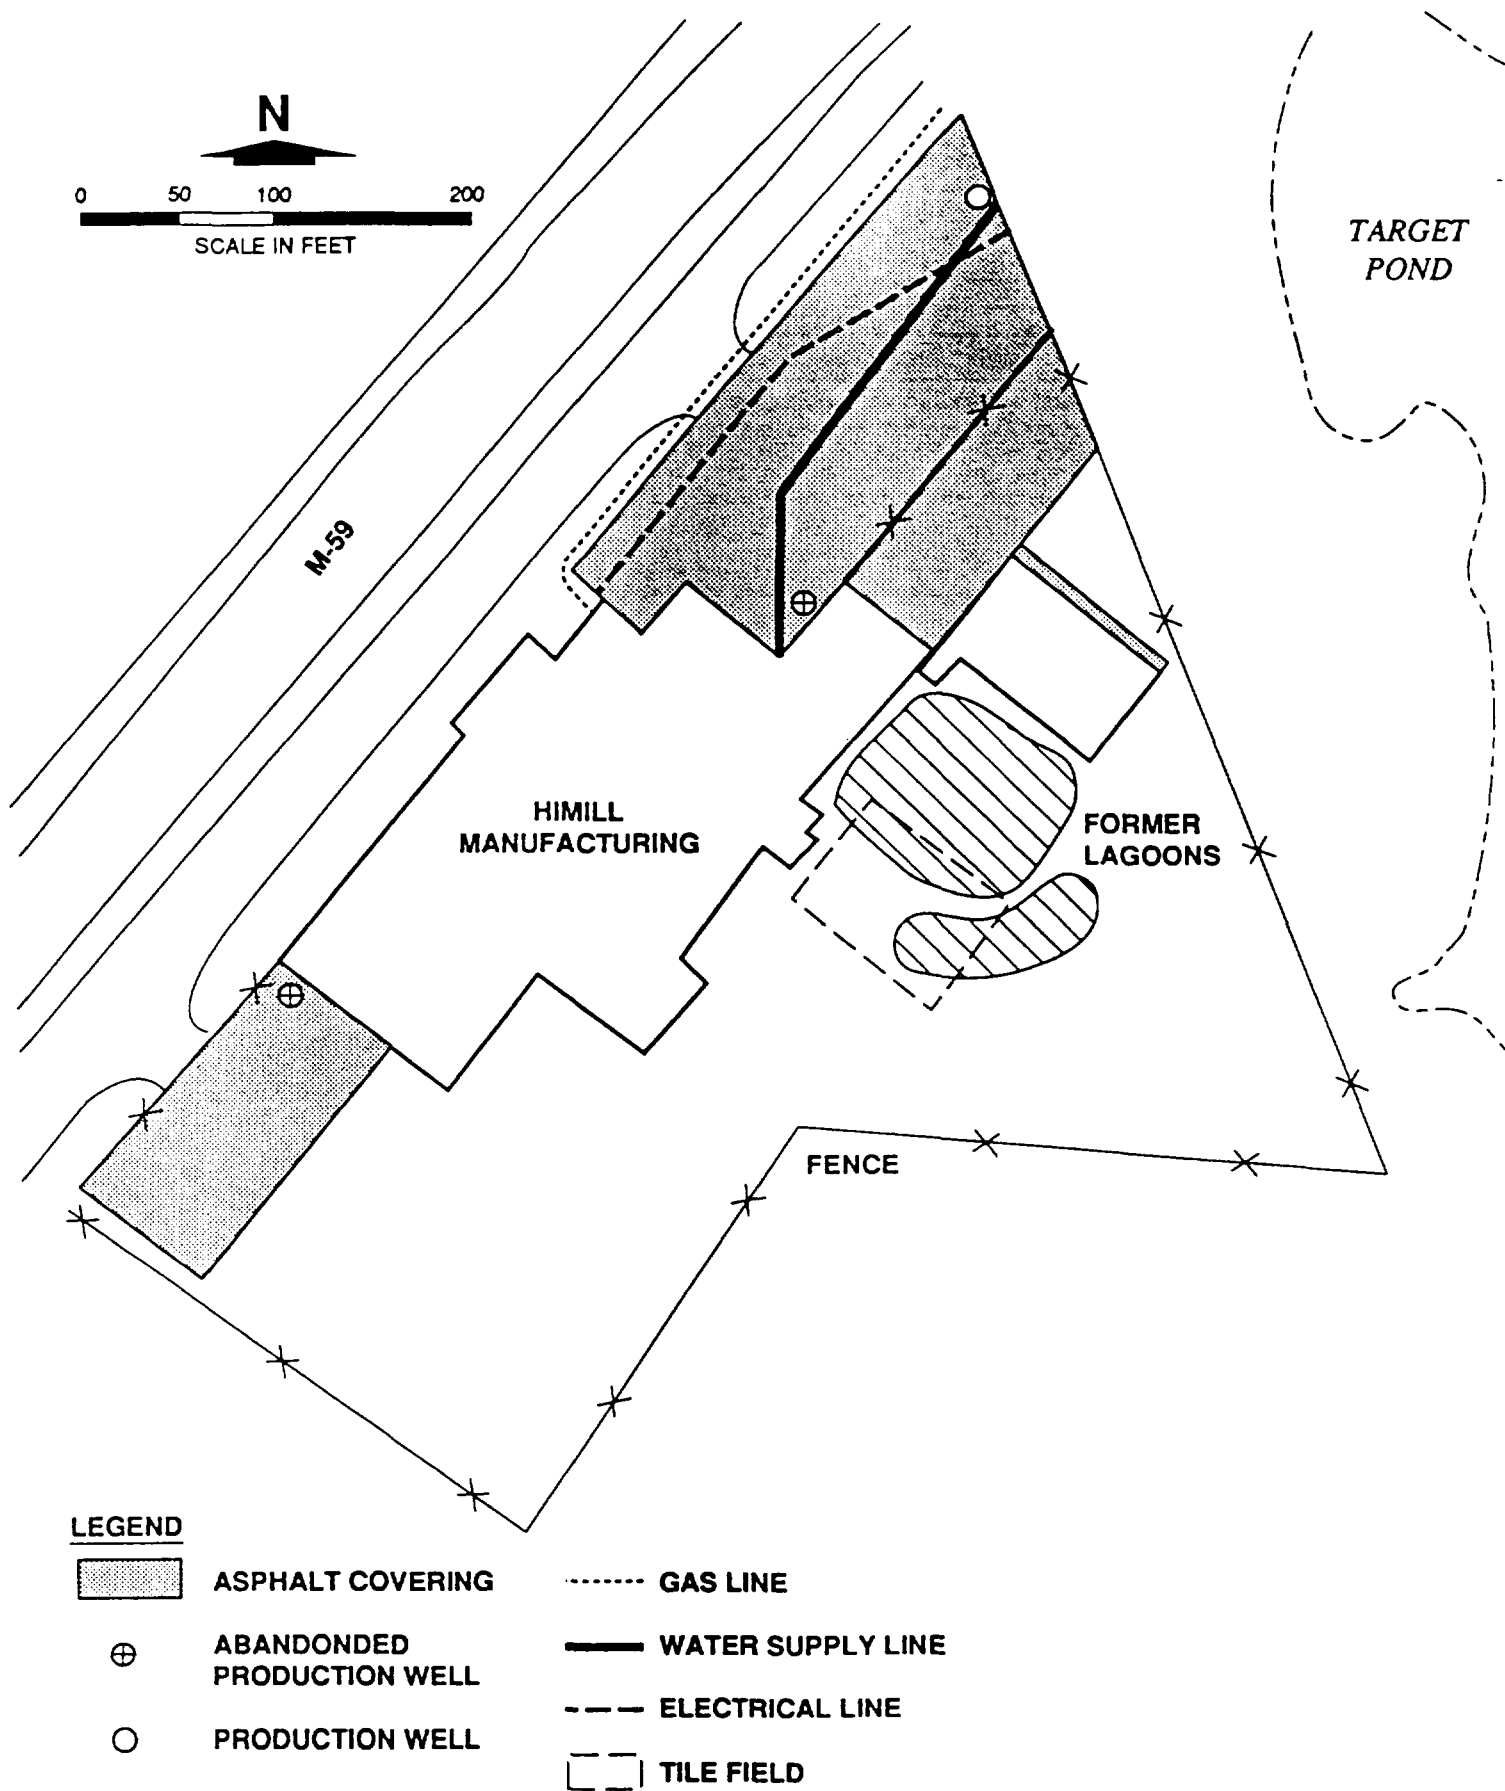 N
0 50 100 200
SCALE IN FEET
TARGET
POND
M-59
HIMILL
MANUFACTURING
FORMER
LAGOONS
FENCE
LEGEND
ASPHALT COVERING
ABANDONDED
PRODUCTION WELL
PRODUCTION WELL
GAS LINE
WATER SUPPLY LINE
ELECTRICAL LINE
TILE FIELD